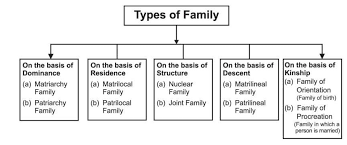 Types of Family
On the basis of
Dominance
(a) Matriarchy
Family
(b) Patriarchy
Family
On the basis of
Residence
(a) Matrilocal
Family
(b) Patrilocal
Family
On the basis of
Structure
(a) Nuclear
Family
(b) Joint Family
On the basis of
Descent
(a) Matrilineal
Family
(b) Patrilineal
Family
On the basis of
Kinship
(a) Family of
Orientation
(Family of birth)
(b) Family of
Procreation
(Family in which a
person is married)